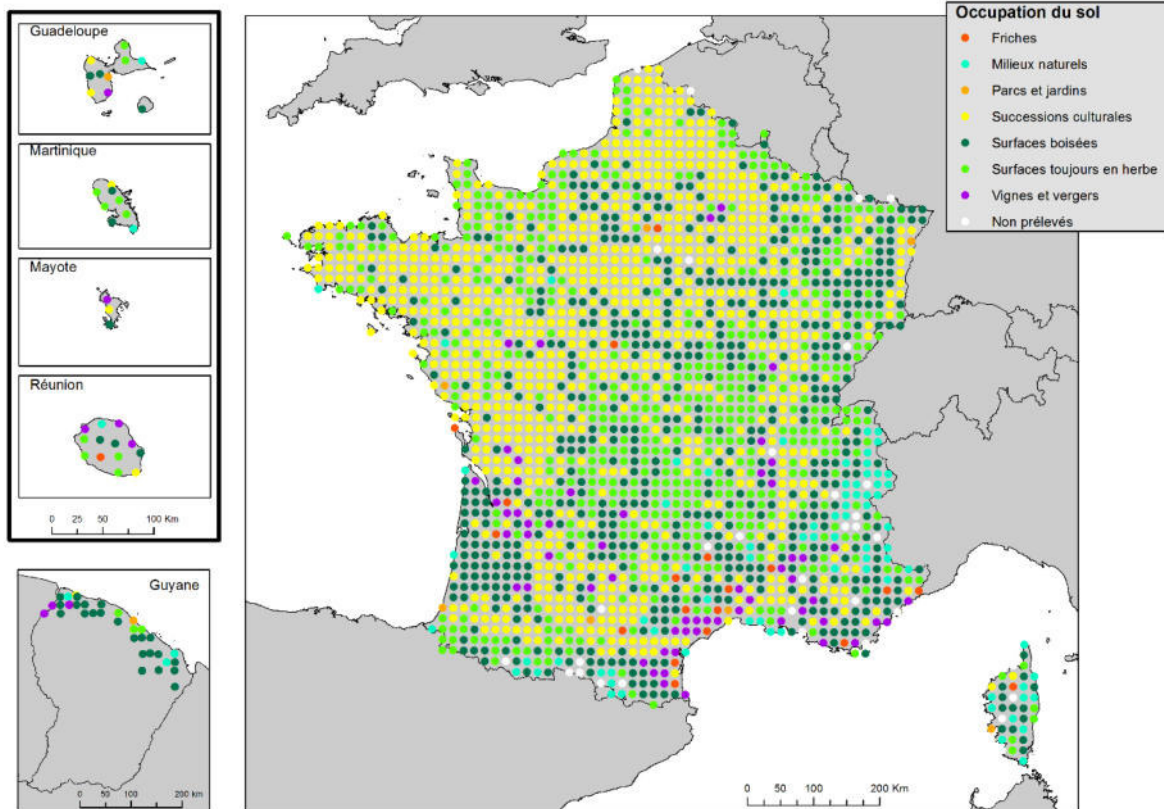 Guadeloupe
Martinique
Mayote
Réunion
0 25 50 100 Km
Guyane
0 100 200 Km
Occupation du sol
Friches
Milieux naturels
Parcs et jardins
Successions culturales
Surfaces boisées
Surfaces toujours en herbe
Vignes et vergers
Non prélevés
0 50 100 200 Km